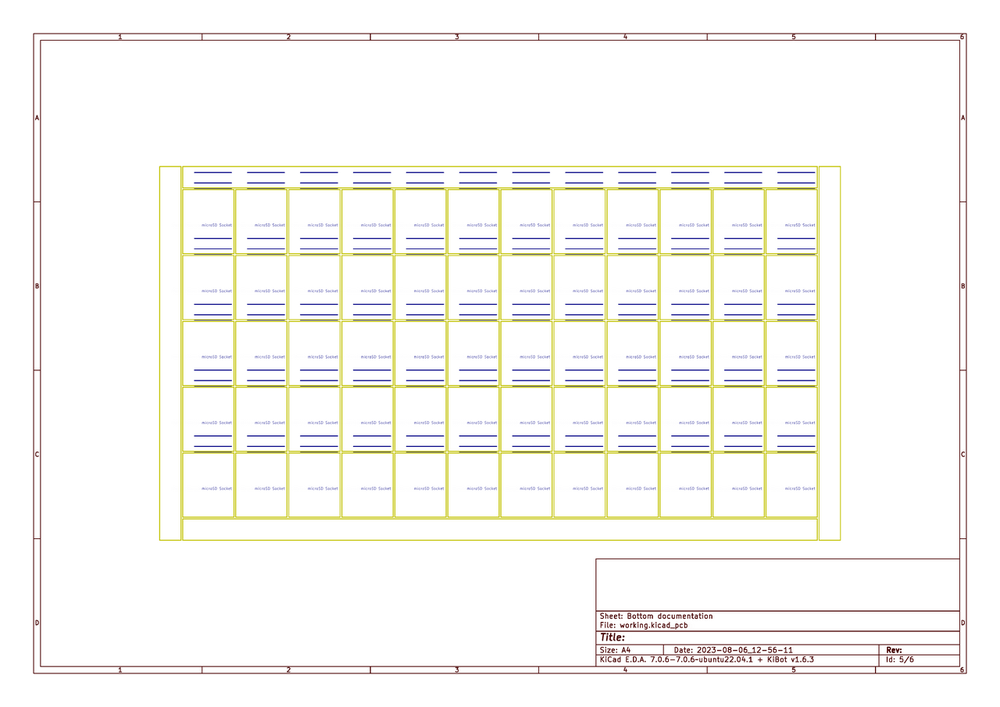 1 2 3 4 5 6
A A
microSD Socket microSD Socket microSD Socket microSD Socket microSD Socket microSD Socket microSD Socket microSD Socket microSD Socket microSD Socket microSD Socket microSD Socket
B B
microSD Socket microSD Socket microSD Socket microSD Socket microSD Socket microSD Socket microSD Socket microSD Socket microSD Socket microSD Socket microSD Socket microSD Socket
microSD Socket microSD Socket microSD Socket microSD Socket microSD Socket microSD Socket microSD Socket microSD Socket microSD Socket microSD Socket microSD Socket microSD Socket
microSD Socket microSD Socket microSD Socket microSD Socket microSD Socket microSD Socket microSD Socket microSD Socket microSD Socket microSD Socket microSD Socket microSD Socket
C C
microSD Socket microSD Socket microSD Socket microSD Socket microSD Socket microSD Socket microSD Socket microSD Socket microSD Socket microSD Socket microSD Socket microSD Socket
Sheet: Bottom documentation
D D
File: working.kicad_pcb
Title:
Size: A4 Date: 2023-08-06_12-56-11 Rev:
KiCad E.D.A. 7.0.6-7.0.6-ubuntu22.04.1 + KiBot v1.6.3 Id: 5/6
1 2 3 4 5 6